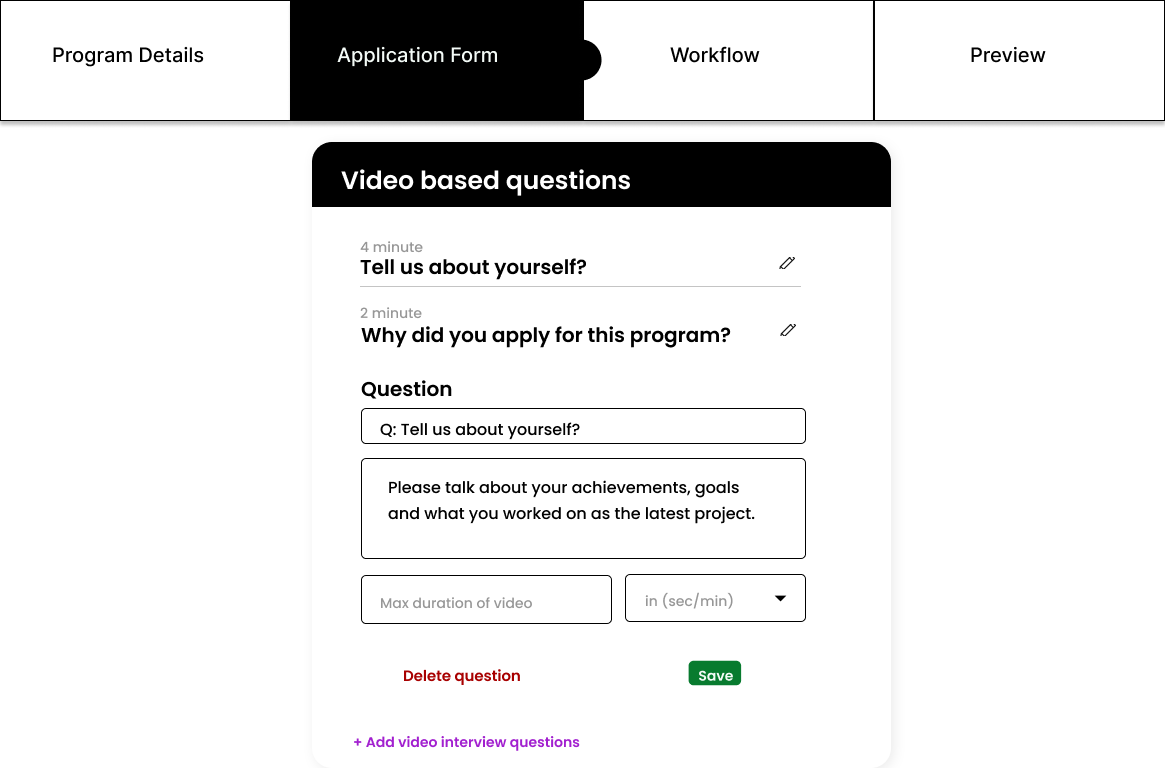 Program Details
Application Form
Workflow
Preview
Video based questions
4 minute
Tell us about yourself?
2 minute
Why did you apply for this program?
Question
Q: Tell us about yourself?
Please talk about your achievements, goals
and what you worked on as the latest project.
Max duration of video
in (sec/min)
Delete question
Save
+ Add video interview questions